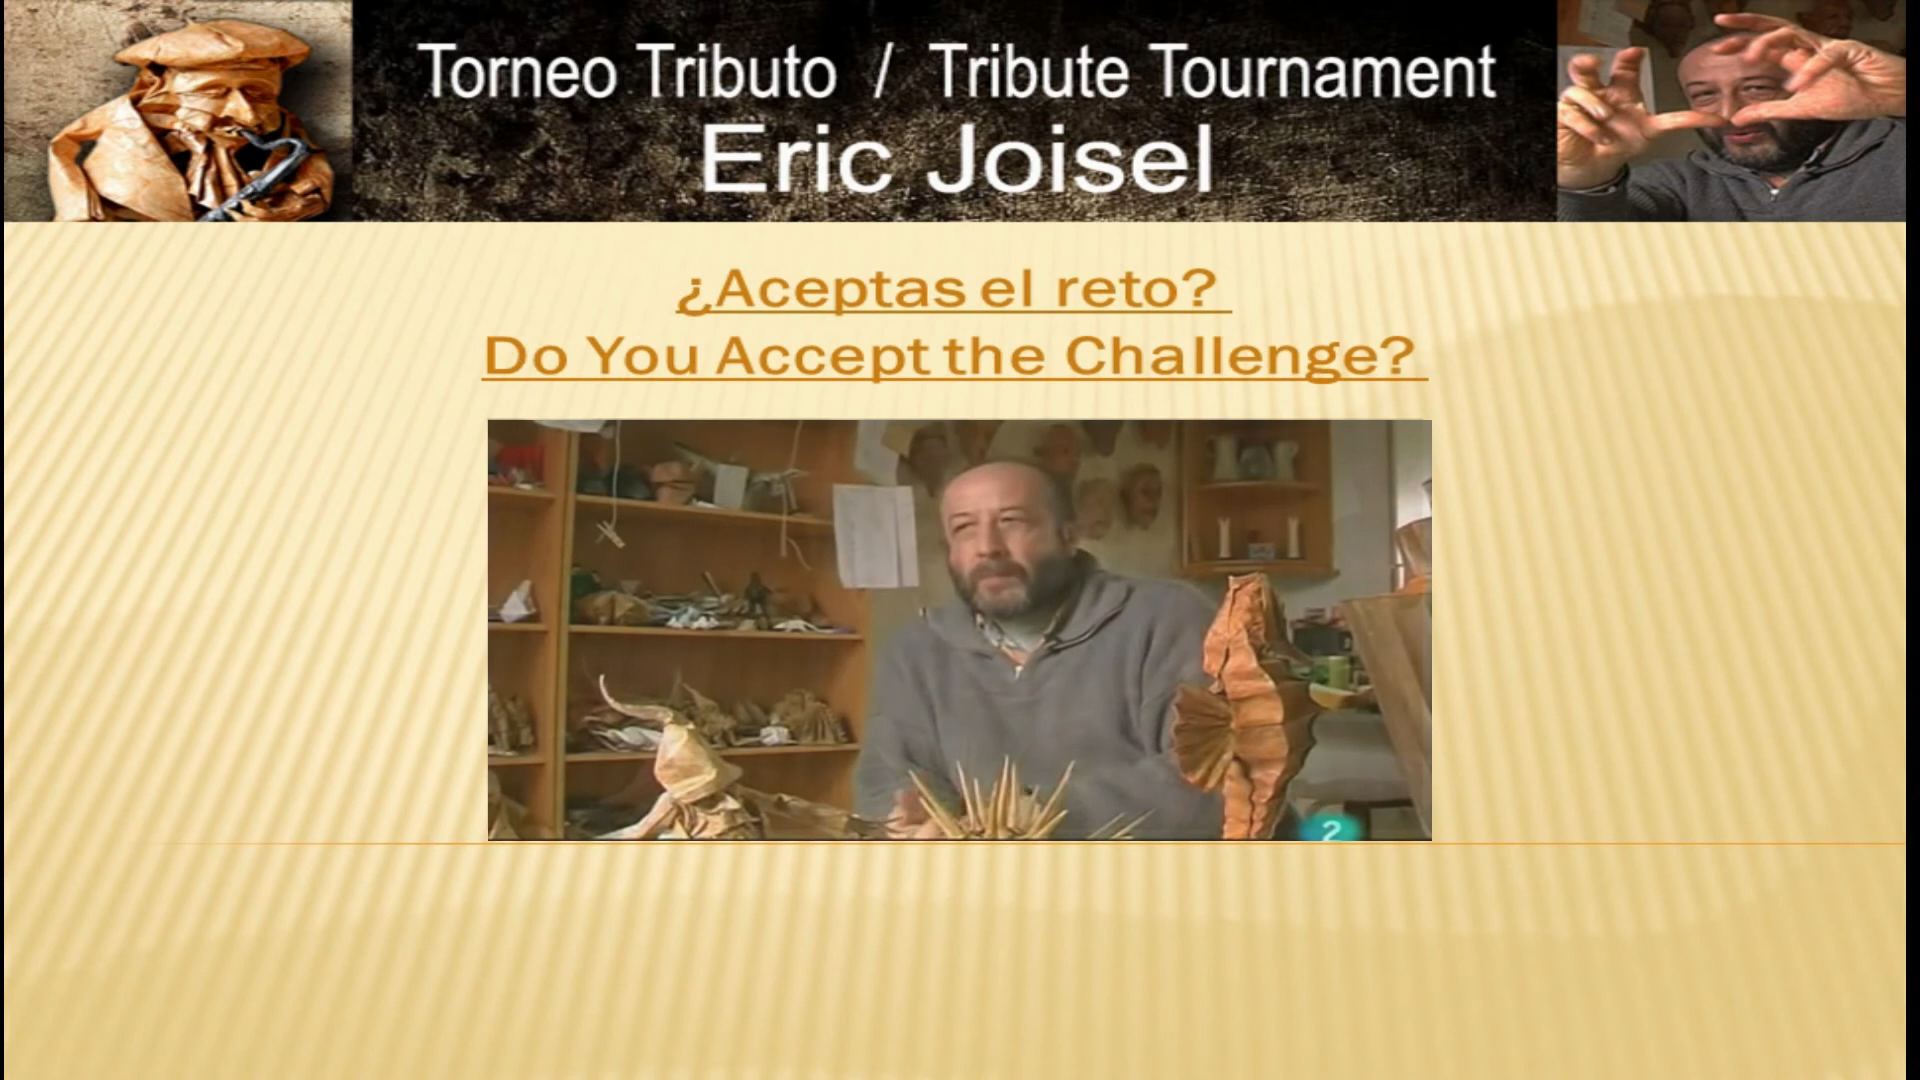 Torneo Tributo / Tribute Tournament
Eric Joisel
¿Aceptas el reto?
Do You Accept the Challenge?
2